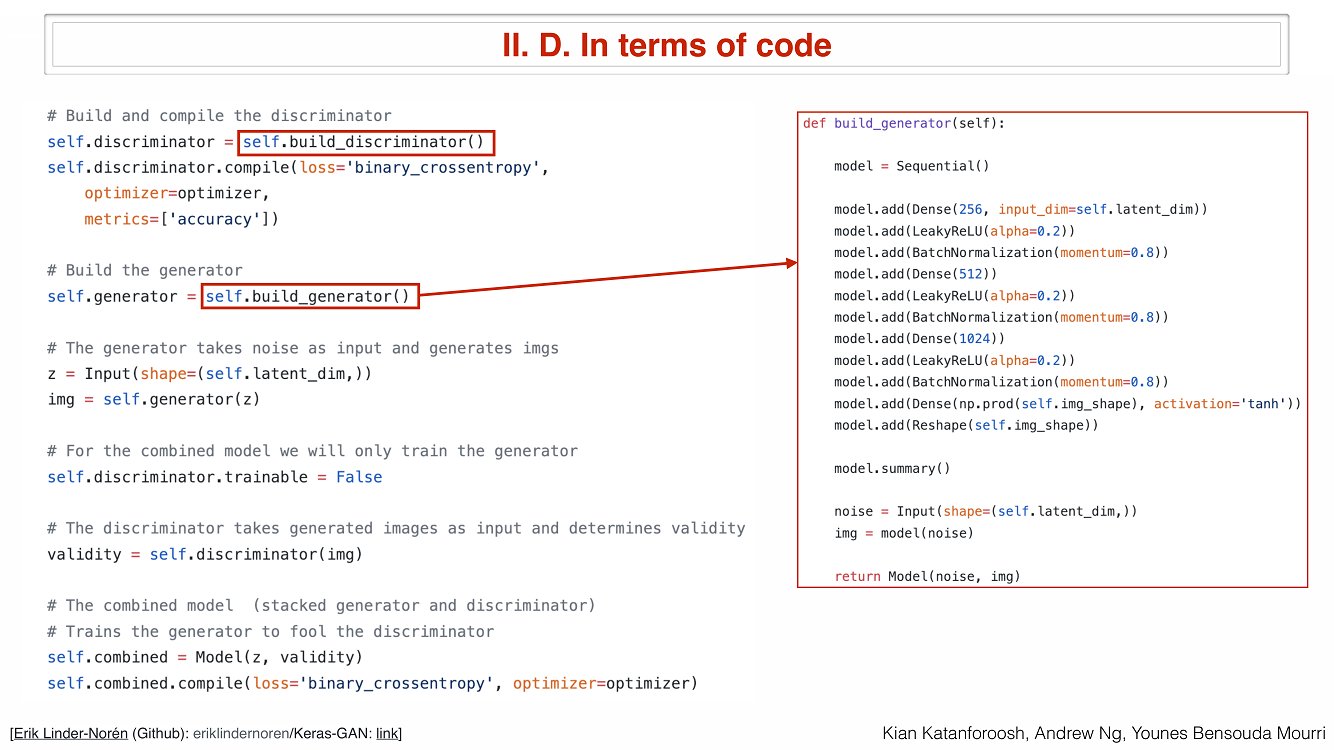 II. D. In terms of code
# Build and compile the discriminator
self.discriminator = self.build_discriminator()
self.discriminator.compile(loss='binary_crossentropy',
    optimizer=optimizer,
    metrics=['accuracy'])
# Build the generator
self.generator = self.build_generator()
# The generator takes noise as input and generates imgs
z = Input(shape=(self.latent_dim,))
img = self.generator(z)
# For the combined model we will only train the generator
self.discriminator.trainable = False
# The discriminator takes generated images as input and determines validity
validity = self.discriminator(img)
# The combined model  (stacked generator and discriminator)
# Trains the generator to fool the discriminator
self.combined = Model(z, validity)
self.combined.compile(loss='binary_crossentropy', optimizer=optimizer)
def build_generator(self):
    model = Sequential()
    model.add(Dense(256, input_dim=self.latent_dim))
    model.add(LeakyReLU(alpha=0.2))
    model.add(BatchNormalization(momentum=0.8))
    model.add(Dense(512))
    model.add(LeakyReLU(alpha=0.2))
    model.add(BatchNormalization(momentum=0.8))
    model.add(Dense(1024))
    model.add(LeakyReLU(alpha=0.2))
    model.add(BatchNormalization(momentum=0.8))
    model.add(Dense(np.prod(self.img_shape), activation='tanh'))
    model.add(Reshape(self.img_shape))
    model.summary()
    noise = Input(shape=(self.latent_dim,))
    img = model(noise)
    return Model(noise, img)
[Erik Linder-Norén (Github): eriklindernoren/Keras-GAN: link]
Kian Katanforoosh, Andrew Ng, Younes Bensouda Mourri